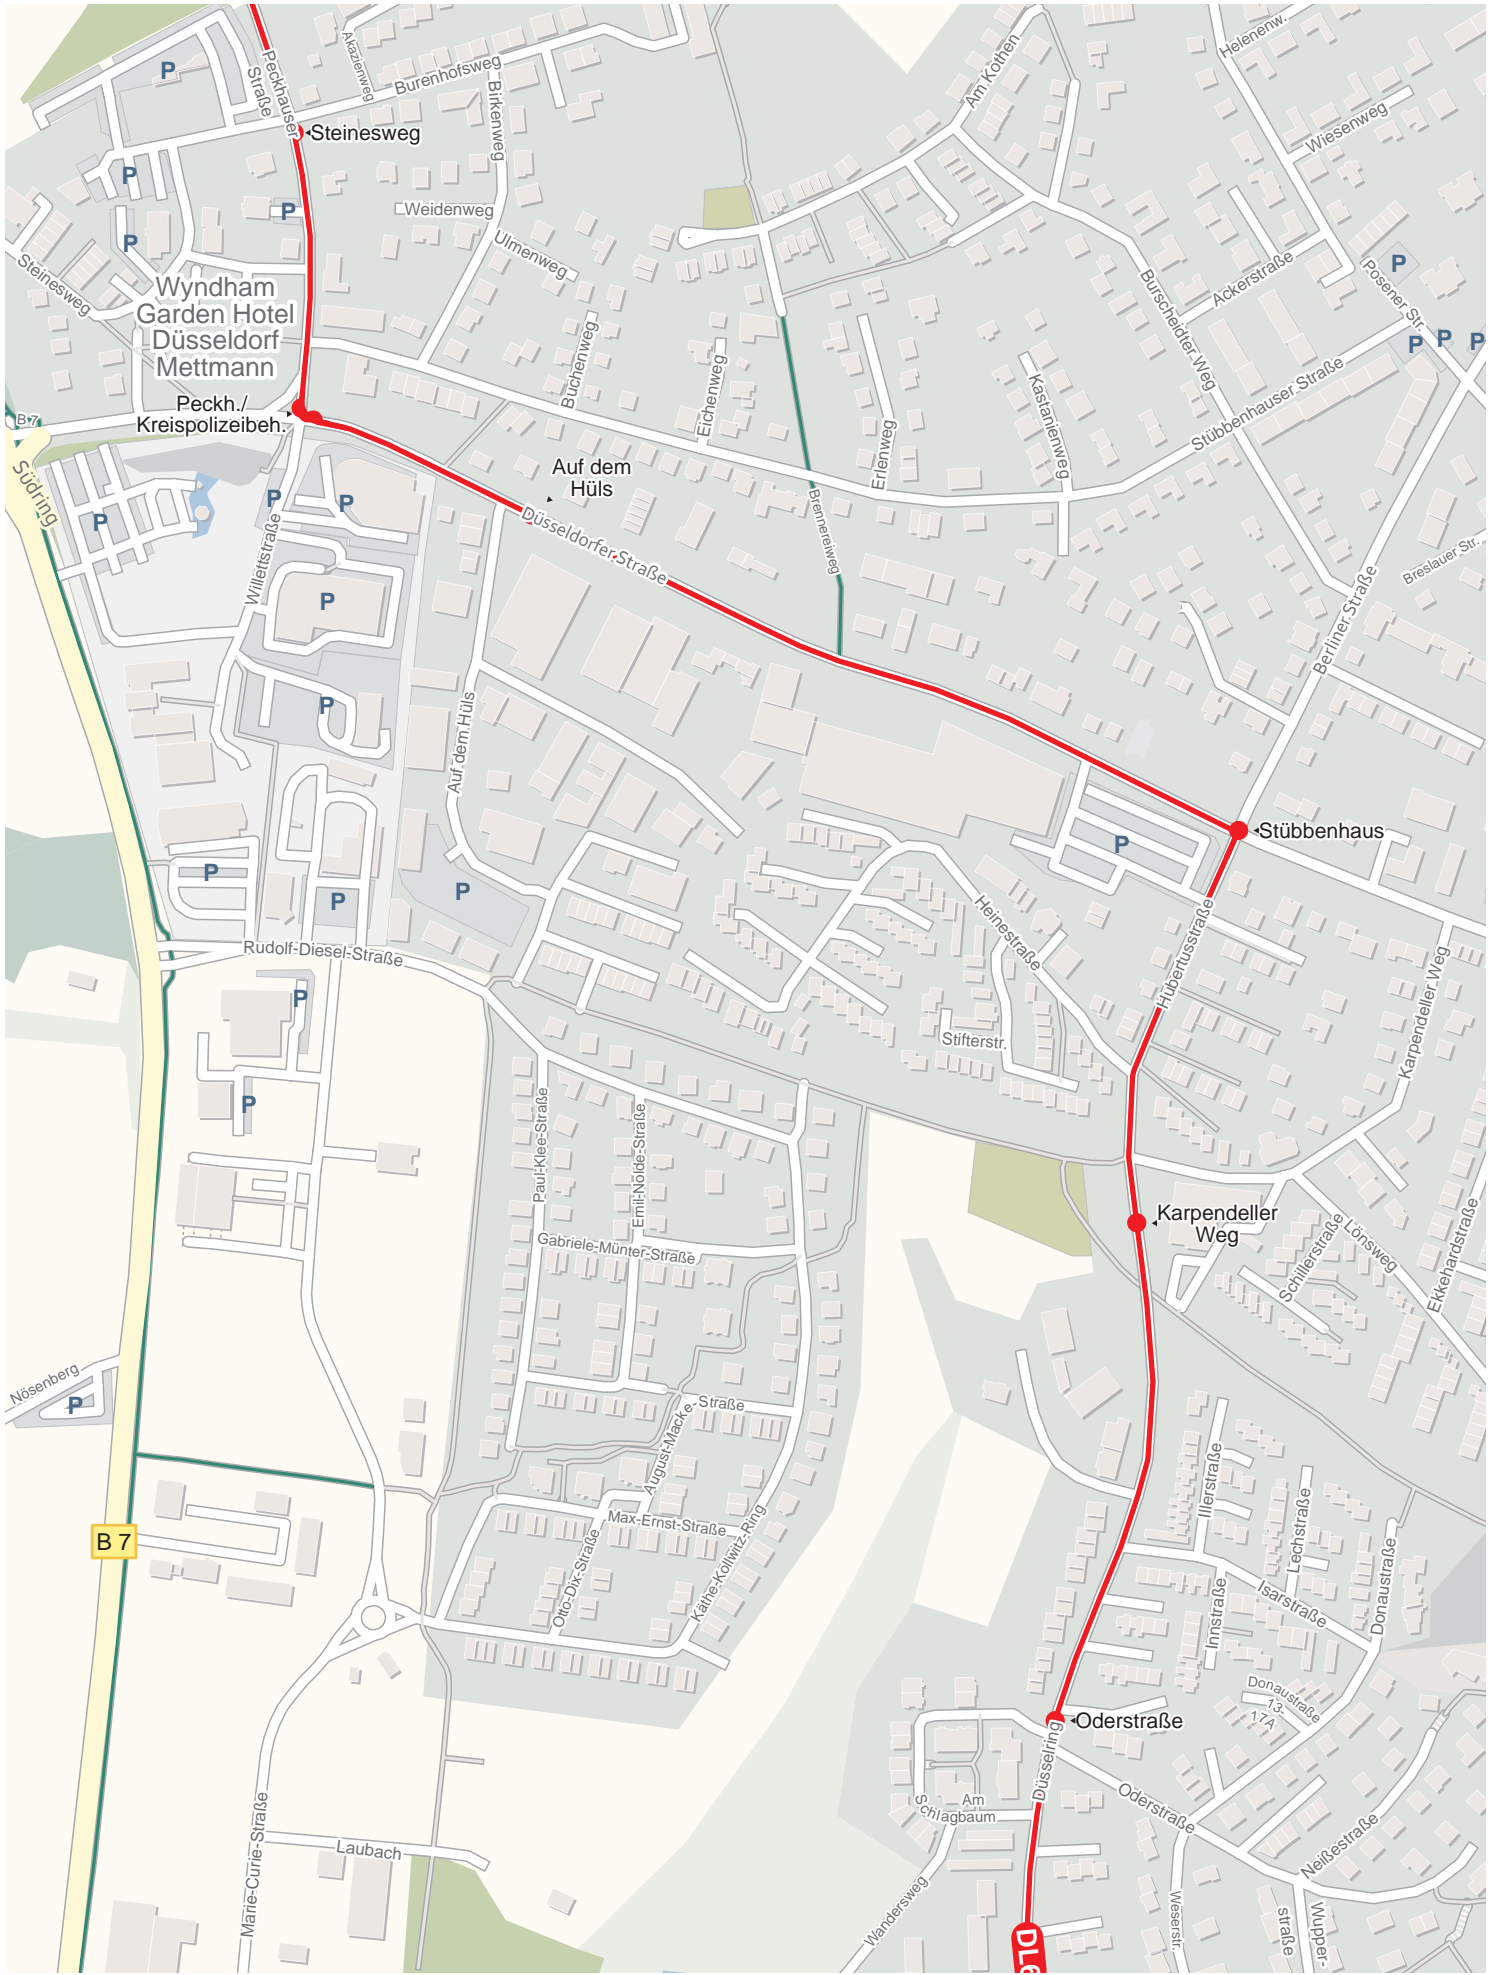 Helenenw.
Akazienweg
Peckhauser
Straße
P
Burenhofsweg
Am Kothen
Birkenweg
Wiesenweg
Steinesweg
P
Weidenweg
P
P
Ulmenweg
Steinesweg
Ackerstraße
P
Posener Str.
Burscheidter Weg
Wyndham
Garden Hotel
Düsseldorf
Mettmann
P
P
P
Buchenweg
Eichenweg
Kastanienweg
Stübbenhauser Straße
Peckh./
Kreispolizeibeh.
B 7
Erlenweg
Südring
Auf dem
Hüls
P
P
P
Brennereiweg
Düsseldorfer Straße
Willettstraße
Breslauer Str.
Berliner Straße
P
P
Auf dem Hüls
Stübbenhaus
P
P
P
P
Heinestraße
Hubertusstraße
Rudolf-Diesel-Straße
Karpendeller Weg
P
Stifterstr.
P
Paul-Klee-Straße
Emil-Nolde-Straße
Karpendeller
Weg
Gabriele-Münter-Straße
Schillerstraße
Lönsweg
Ekkehardstraße
Nösenberg
P
August-Macke-Straße
Illerstraße
Lechstraße
Max-Ernst-Straße
B 7
Otto-Dix-Straße
Käthe-Kollwitz-Ring
Innstraße
Isarstraße
Donaustraße
Donaustraße
13-
17A
Oderstraße
Düsselring
Oderstraße
Am
Schlagbaum
Marie-Curie-Straße
Laubach
Neißestraße
Wandersweg
Weserstr.
Wupper-
straße
DL6